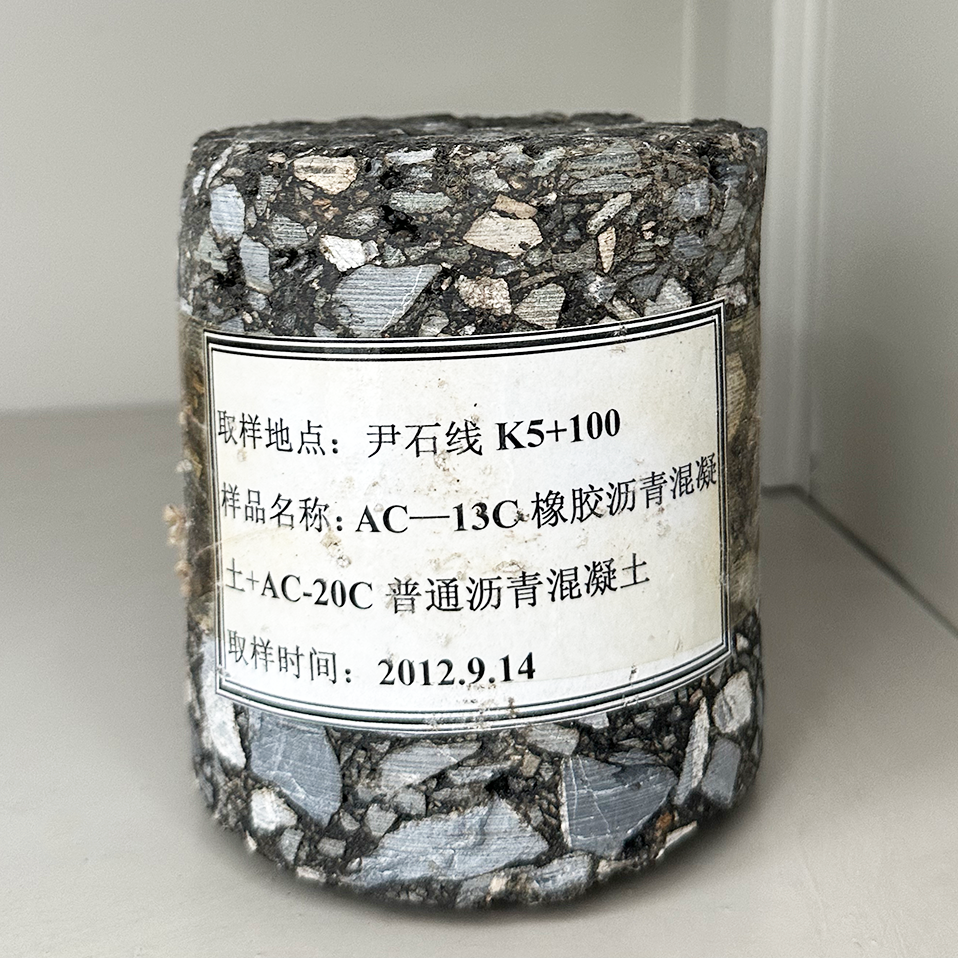 取样地点：尹石线 K5+100
样品名称：AC—13C 橡胶沥青混凝
土+AC-20C 普通沥青混凝土
取样时间：2012.9.14